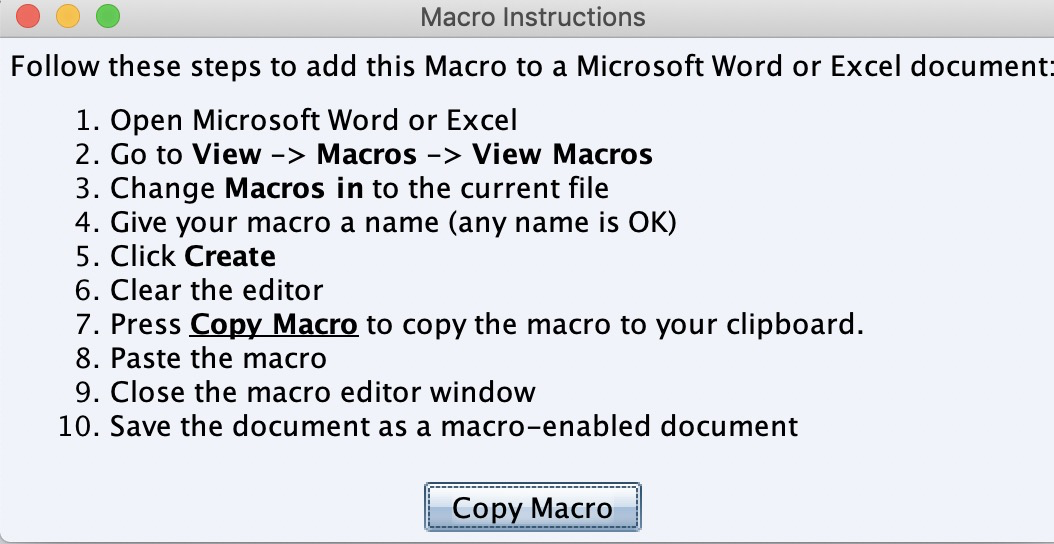 Macro Instructions
Follow these steps to add this Macro to a Microsoft Word or Excel document:
1. Open Microsoft Word or Excel
2. Go to View -> Macros -> View Macros
3. Change Macros in to the current file
4. Give your macro a name (any name is OK)
5. Click Create
6. Clear the editor
7. Press Copy Macro to copy the macro to your clipboard.
8. Paste the macro
9. Close the macro editor window
10. Save the document as a macro-enabled document
Copy Macro